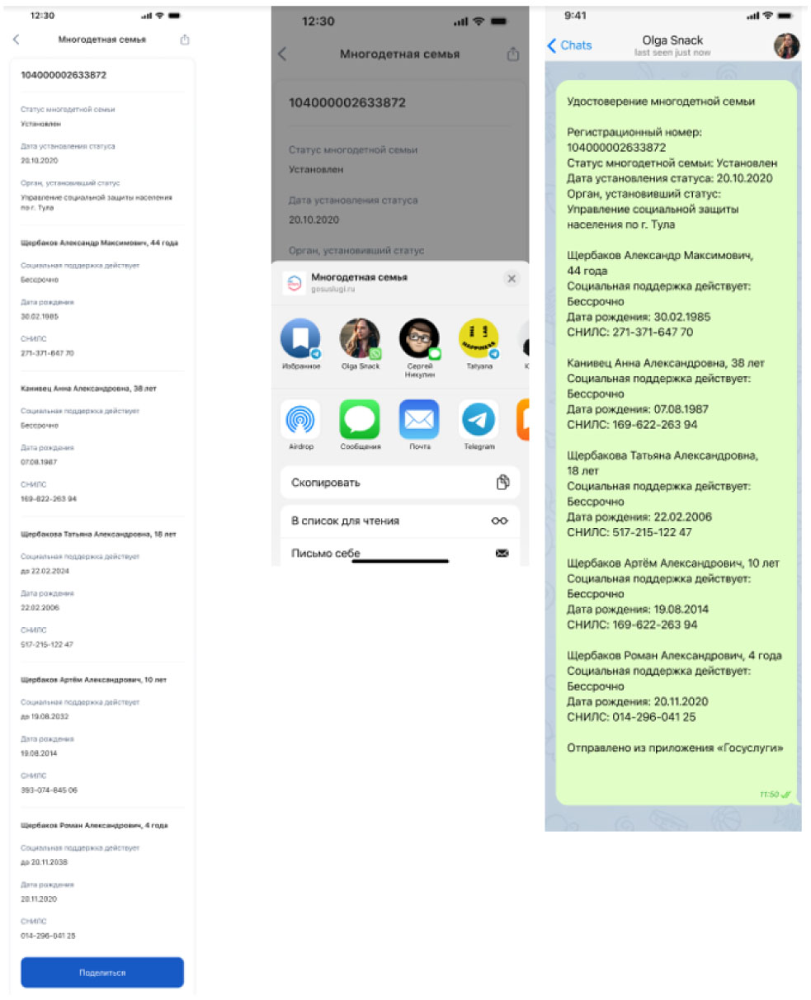 12:30
Многодетная семья
104000002633872
Статус многодетной семьи
Установлен
Дата установления статуса
20.10.2020
Орган, установивший статус
Управление социальной защиты населения
по г. Тула
Щербаков Александр Максимович, 44 года
Социальная поддержка действует
Бессрочно
Дата рождения
30.02.1985
СНИЛС
271-371-647 70
Канивец Анна Александровна, 38 лет
Социальная поддержка действует
Бессрочно
Дата рождения
07.08.1987
СНИЛС
169-622-263 94
Щербакова Татьяна Александровна, 18 лет
Социальная поддержка действует
до 22.02.2024
Дата рождения
22.02.2006
СНИЛС
517-215-122 47
Щербаков Артём Александрович, 10 лет
Социальная поддержка действует
до 19.08.2032
Дата рождения
19.08.2014
СНИЛС
393-074-845 06
Щербаков Роман Александрович, 4 года
Социальная поддержка действует
до 20.11.2038
Дата рождения
20.11.2020
СНИЛС
014-296-041 25
Поделиться
12:30
Многодетная семья
104000002633872
Статус многодетной семьи
Установлен
Дата установления статуса
20.10.2020
Орган, установивший статус
Многодетная семья
gosuslugi.ru
HAPPINESS
Избранное Olga Snack Сергей Tatyana К
Никулин
Airdrop Сообщения Почта Telegram
Скопировать
В список для чтения
Письмо себе
9:41
Chats
Olga Snack
last seen just now
Удостоверение многодетной семьи
Регистрационный номер:
104000002633872
Статус многодетной семьи: Установлен
Дата установления статуса: 20.10.2020
Орган, установивший статус:
Управление социальной защиты
населения по г. Тула
Щербаков Александр Максимович,
44 года
Социальная поддержка действует:
Бессрочно
Дата рождения: 30.02.1985
СНИЛС: 271-371-647 70
Канивец Анна Александровна, 38 лет
Социальная поддержка действует:
Бессрочно
Дата рождения: 07.08.1987
СНИЛС: 169-622-263 94
Щербакова Татьяна Александровна,
18 лет
Социальная поддержка действует:
Бессрочно
Дата рождения: 22.02.2006
СНИЛС: 517-215-122 47
Щербаков Артём Александрович, 10 лет
Социальная поддержка действует:
Бессрочно
Дата рождения: 19.08.2014
СНИЛС: 169-622-263 94
Щербаков Роман Александрович, 4 года
Социальная поддержка действует:
Бессрочно
Дата рождения: 20.11.2020
СНИЛС: 014-296-041 25
Отправлено из приложения «Госуслуги»
11:50